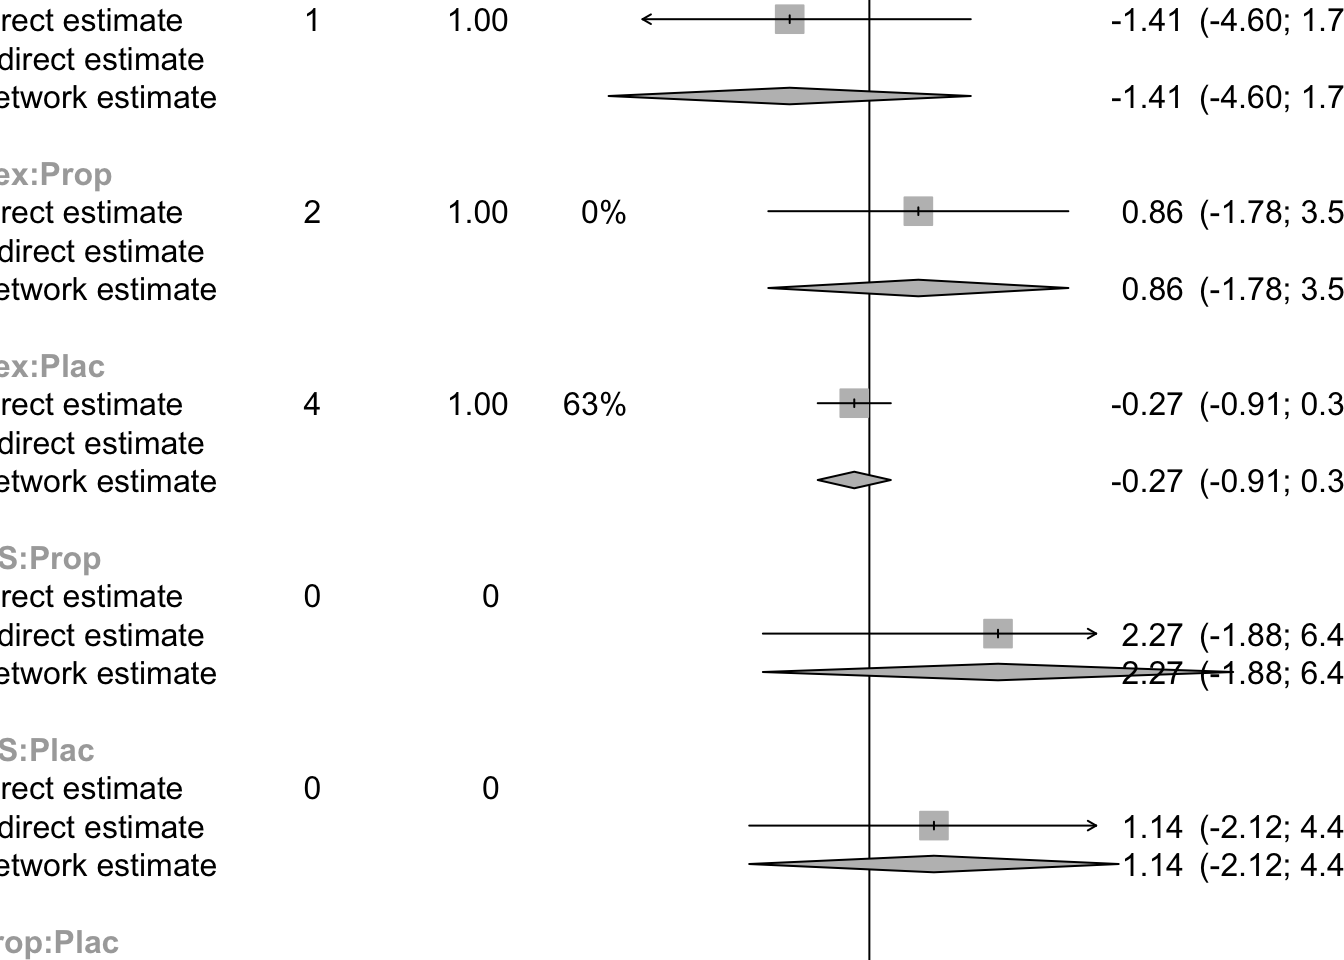 rect estimate 1 1.00 -1.41 (-4.60; 1.7
direct estimate
etwork estimate -1.41 (-4.60; 1.7
ex:Prop
rect estimate 2 1.00 0% 0.86 (-1.78; 3.5
direct estimate
etwork estimate 0.86 (-1.78; 3.5
ex:Plac
rect estimate 4 1.00 63% -0.27 (-0.91; 0.3
direct estimate
etwork estimate -0.27 (-0.91; 0.3
S:Prop
rect estimate 0 0
direct estimate 2.27 (-1.88; 6.4
etwork estimate 2.27 (-1.88; 6.4
S:Plac
rect estimate 0 0
direct estimate 1.14 (-2.12; 4.4
etwork estimate 1.14 (-2.12; 4.4
rop:Plac